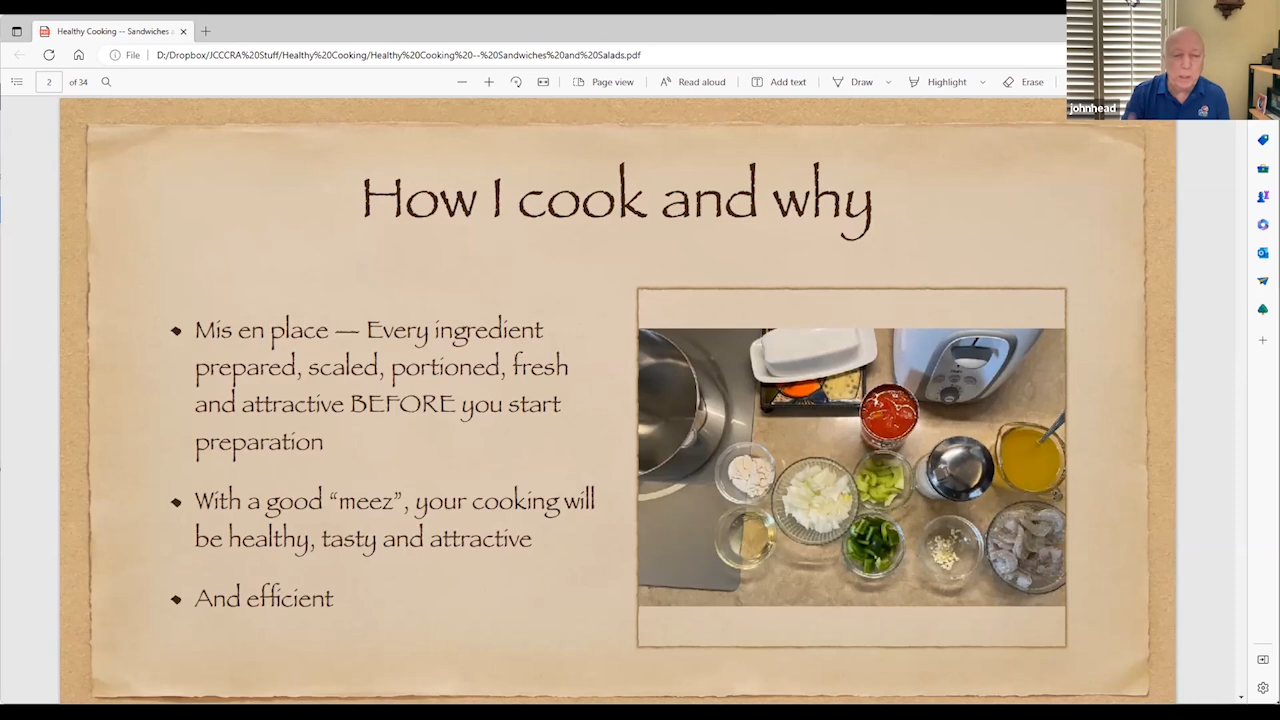 Healthy Cooking -- Sandwiches a
File
D:/Dropbox/JCCCRA%20Stuff/Healthy%20Cooking/Healthy%20Cooking%20--%20Sandwiches%20and%20Salads.pdf
2 of 34
Page view
Read aloud
Add text
Draw
Highlight
Erase
johnhead
How I cook and why
Mis en place — Every ingredient
prepared, scaled, portioned, fresh
and attractive BEFORE you start
preparation
With a good “meez”, your cooking will
be healthy, tasty and attractive
And efficient